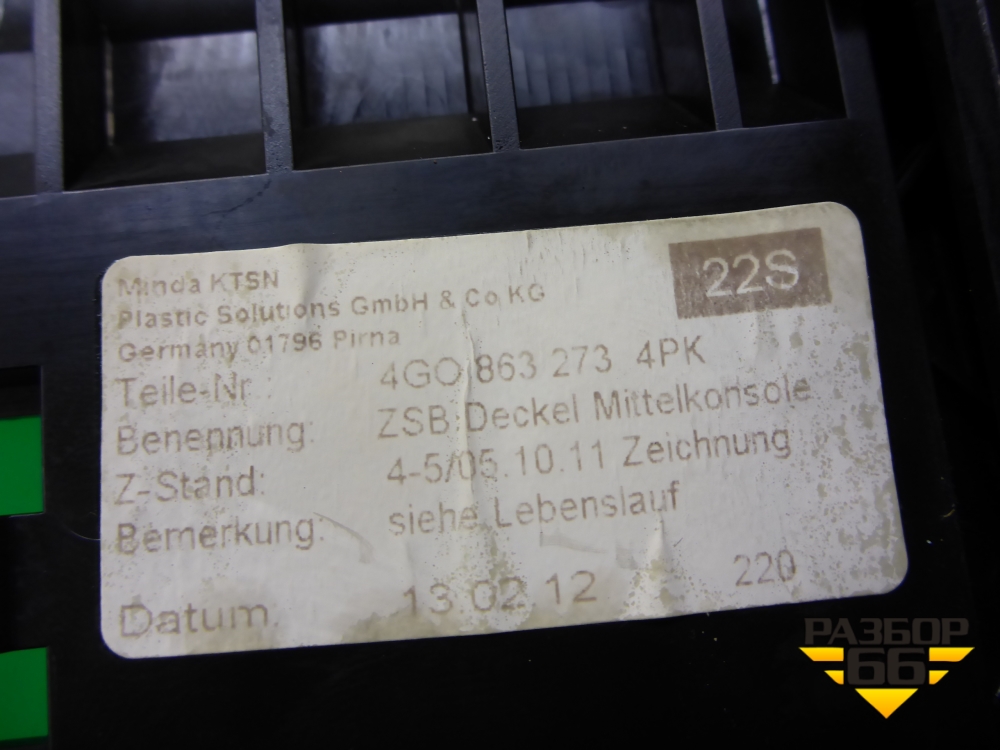 Minda KTSN
Plastic Solutions GmbH & Co KG
Germany 01796 Pirna
22S
Teile-Nr 4GO 863 273 4PK
Benennung: ZSB Deckel Mittelkonsole
Z-Stand: 4-5/05.10.11 Zeichnung
Bemerkung: siehe Lebenslauf
220
Datum. 13 02 12
РАЗБОР
66